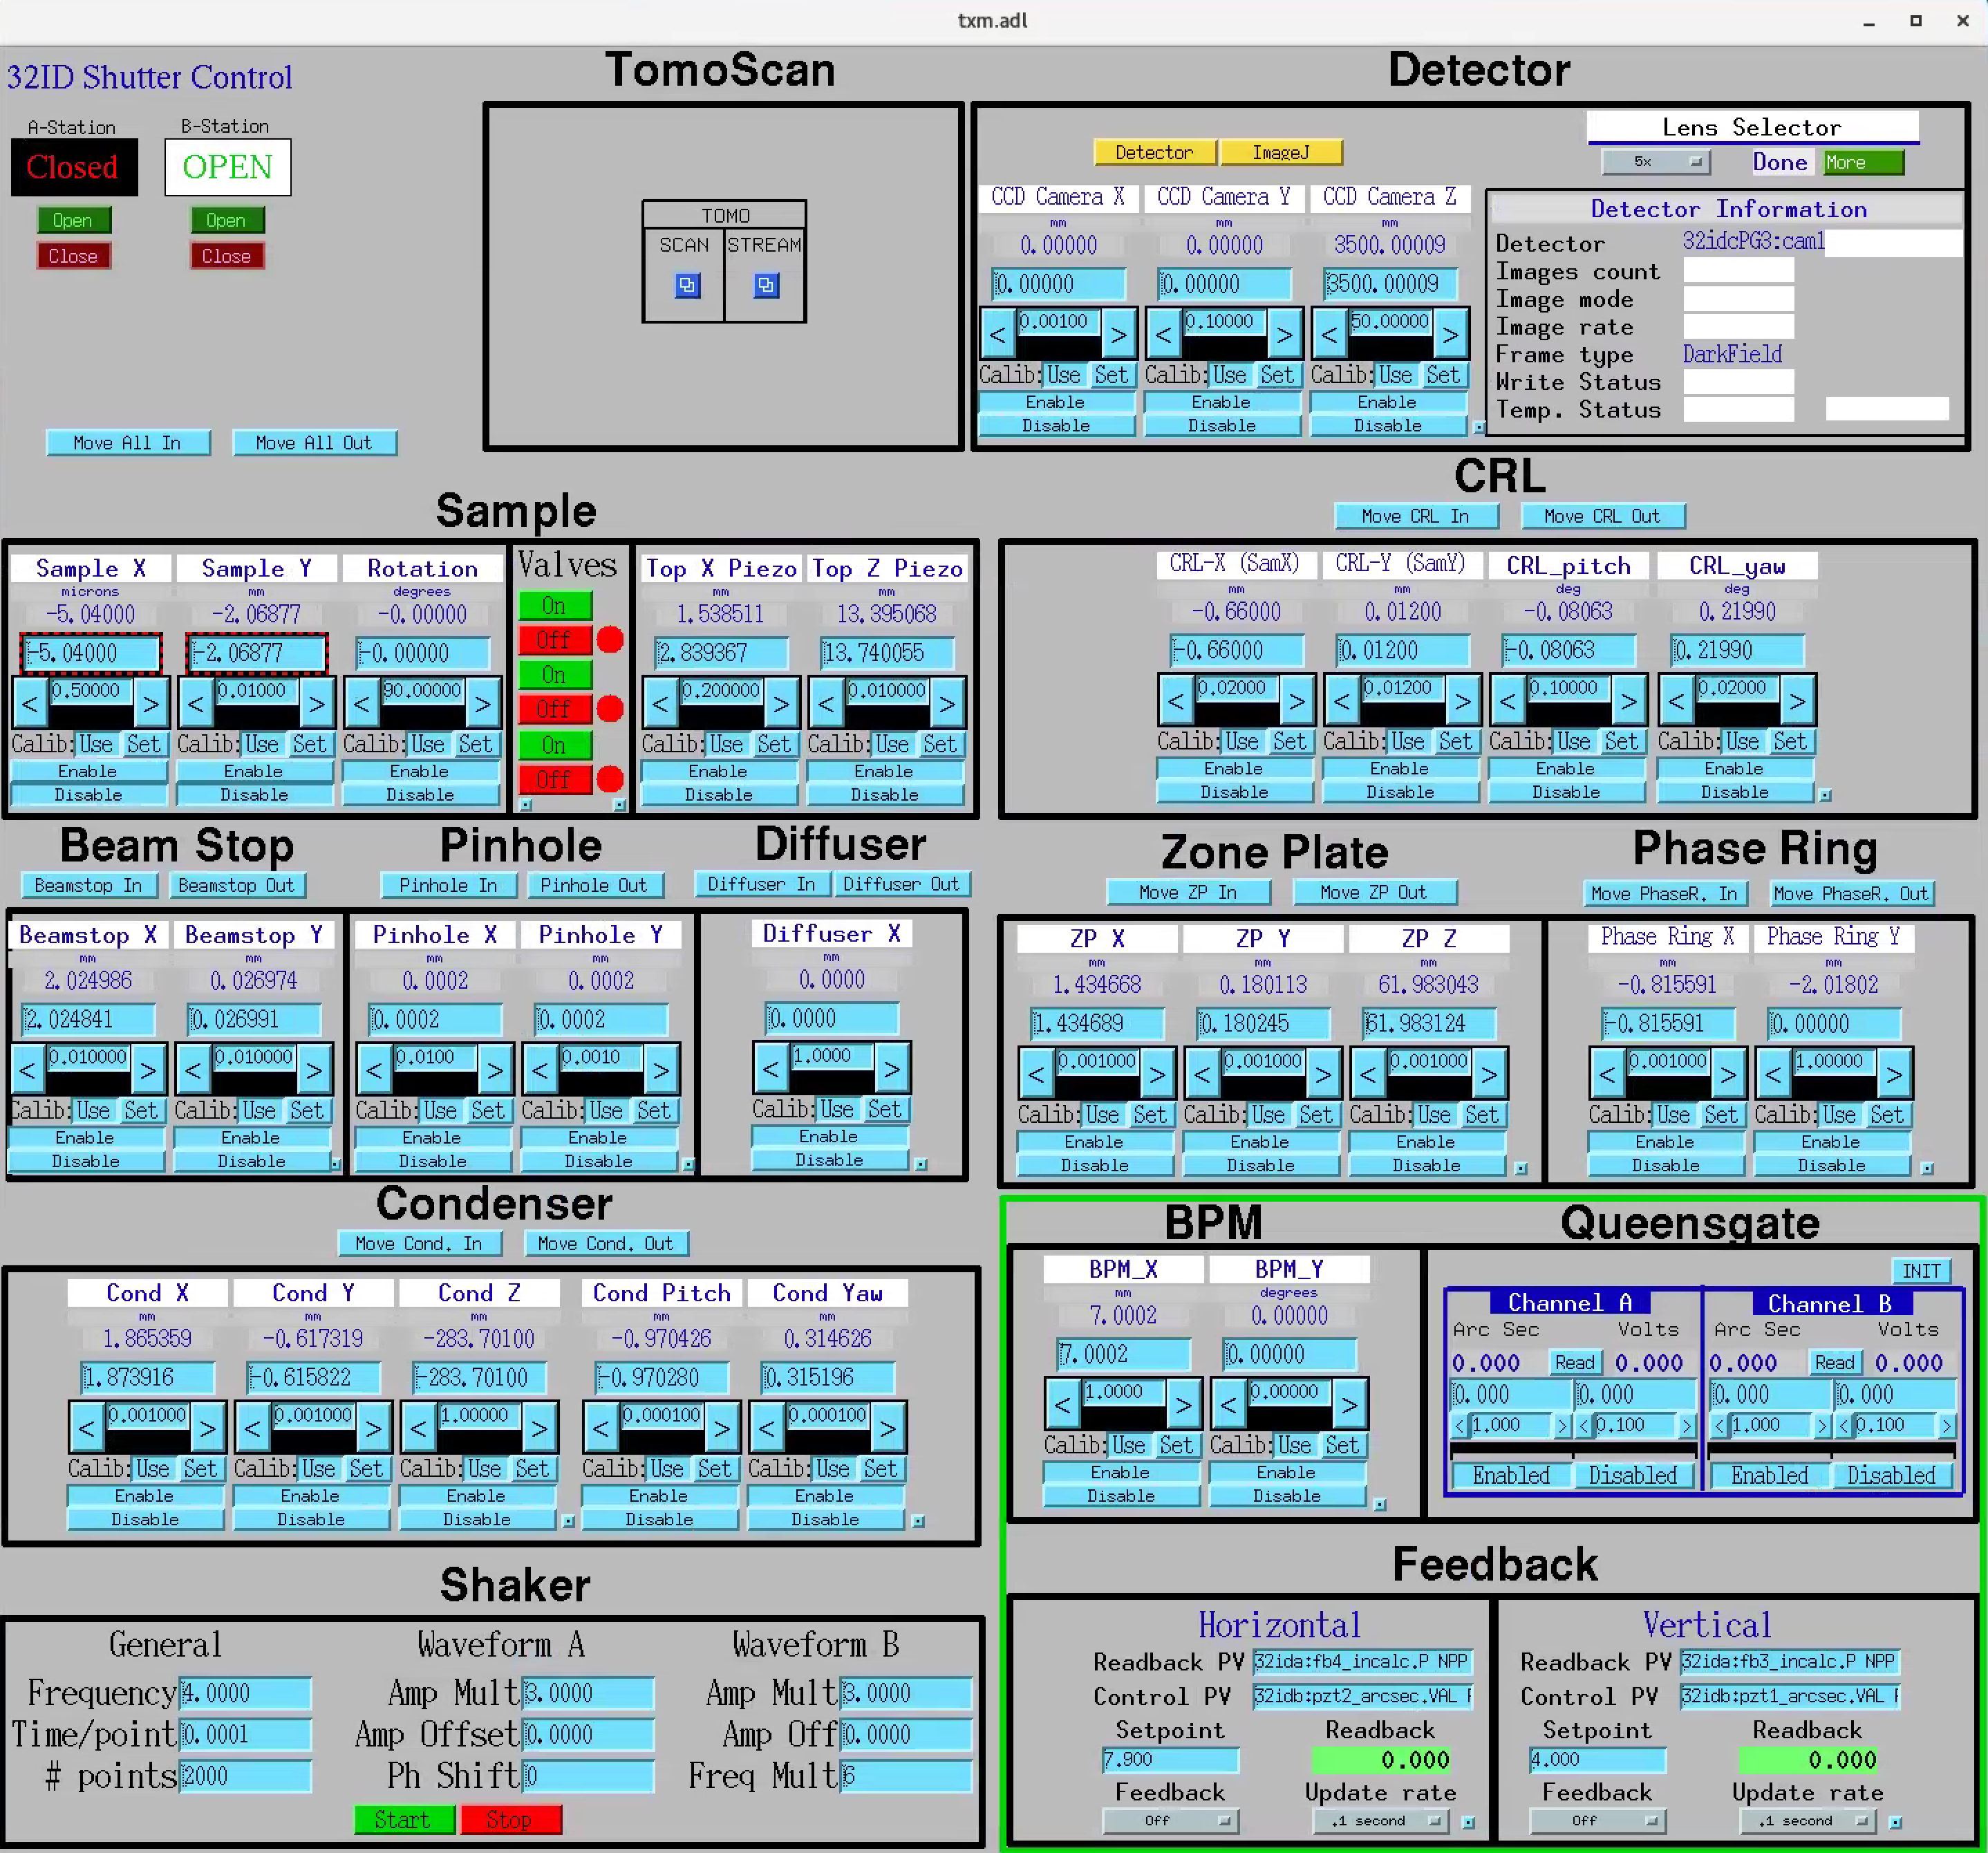 txm.adl
32ID Shutter Control
A-Station B-Station
Closed OPEN
Open Open
Close Close
Move All In Move All Out
TomoScan
TOMO
SCAN STREAM
Detector
Detector ImageJ
CCD Camera X CCD Camera Y CCD Camera Z
mm mm mm
0.00000 0.00000 3500.00009
0.00000 0.00000 3500.00009
< 0.00100 > < 0.10000 > < 50.00000 >
Calib: Use Set Calib: Use Set Calib: Use Set
Enable Enable Enable
Disable Disable Disable
Lens Selector
5x Done More
Detector Information
Detector 32idcPG3:cam1
Images count
Image mode
Image rate
Frame type DarkField
Write Status
Temp. Status
Sample
Sample X Sample Y Rotation
microns mm degrees
-5.04000 -2.06877 -0.00000
-5.04000 -2.06877 -0.00000
< 0.50000 > < 0.01000 > < 90.00000 >
Calib: Use Set Calib: Use Set Calib: Use Set
Enable Enable Enable
Disable Disable Disable
Valves
On
Off
On
Off
On
Off
Top X Piezo Top Z Piezo
mm mm
1.538511 13.395068
2.839367 13.740055
< 0.200000 > < 0.010000 >
Calib: Use Set Calib: Use Set
Enable Enable
Disable Disable
CRL
Move CRL In Move CRL Out
CRL-X (SamX) CRL-Y (SamY) CRL_pitch CRL_yaw
mm mm deg deg
-0.66000 0.01200 -0.08063 0.21990
-0.66000 0.01200 -0.08063 0.21990
< 0.02000 > < 0.01200 > < 0.10000 > < 0.02000 >
Calib: Use Set Calib: Use Set Calib: Use Set Calib: Use Set
Enable Enable Enable Enable
Disable Disable Disable Disable
Beam Stop
Beamstop In Beamstop Out
Beamstop X Beamstop Y
mm mm
2.024986 0.026974
2.024841 0.026991
< 0.010000 > < 0.010000 >
Calib: Use Set Calib: Use Set
Enable Enable
Disable Disable
Pinhole
Pinhole In Pinhole Out
Pinhole X Pinhole Y
mm mm
0.0002 0.0002
0.0002 0.0002
< 0.0100 > < 0.0010 >
Calib: Use Set Calib: Use Set
Enable Enable
Disable Disable
Diffuser
Diffuser In Diffuser Out
Diffuser X
mm
0.0000
0.0000
< 1.0000 >
Calib: Use Set
Enable
Disable
Zone Plate
Move ZP In Move ZP Out
ZP X ZP Y ZP Z
mm mm mm
1.434668 0.180113 61.983043
1.434689 0.180245 61.983124
< 0.001000 > < 0.001000 > < 0.001000 >
Calib: Use Set Calib: Use Set Calib: Use Set
Enable Enable Enable
Disable Disable Disable
Phase Ring
Move PhaseR. In Move PhaseR. Out
Phase Ring X Phase Ring Y
mm mm
-0.815591 -2.01802
-0.815591 0.00000
< 0.001000 > < 1.00000 >
Calib: Use Set Calib: Use Set
Enable Enable
Disable Disable
Condenser
Move Cond. In Move Cond. Out
Cond X Cond Y Cond Z Cond Pitch Cond Yaw
mm mm mm mm mm
1.865359 -0.617319 -283.70100 -0.970426 0.314626
1.873916 -0.615822 -283.70100 -0.970280 0.315196
< 0.001000 > < 0.001000 > < 1.00000 > < 0.000100 > < 0.000100 >
Calib: Use Set Calib: Use Set Calib: Use Set Calib: Use Set Calib: Use Set
Enable Enable Enable Enable Enable
Disable Disable Disable Disable Disable
BPM
BPM_X BPM_Y
mm degrees
7.0002 0.00000
7.0002 0.00000
< 1.0000 > < 0.00000 >
Calib: Use Set Calib: Use Set
Enable Enable
Disable Disable
Queensgate
INIT
Channel A Channel B
Arc Sec Volts Arc Sec Volts
0.000 Read 0.000 0.000 Read 0.000
0.000 0.000 0.000 0.000
< 1.000 > < 0.100 > < 1.000 > < 0.100 >
Enabled Disabled Enabled Disabled
Shaker
General Waveform A Waveform B
Frequency 4.0000 Amp Mult 3.0000 Amp Mult 3.0000
Time/point 0.0001 Amp Offset 0.0000 Amp Off 0.0000
# points 2000 Ph Shift 0 Freq Mult 6
Start Stop
Feedback
Horizontal
Readback PV 32ida:fb4_incalc.P NPP
Control PV 32idb:pzt2_arcsec.VAL
Setpoint Readback
7.900 0.000
Feedback Update rate
Off .1 second
Vertical
Readback PV 32ida:fb3_incalc.P NPP
Control PV 32idb:pzt1_arcsec.VAL
Setpoint Readback
4.000 0.000
Feedback Update rate
Off .1 second